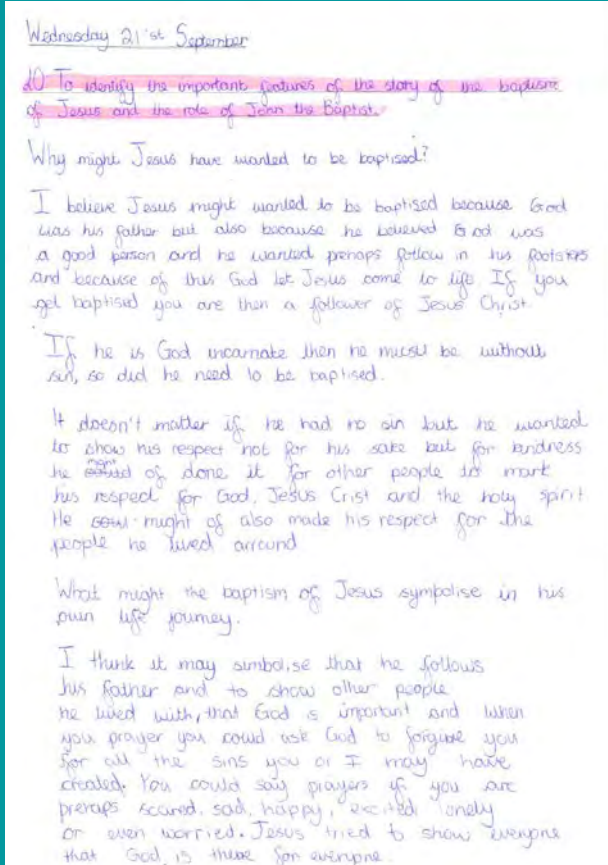 Wednesday 21'st September
LO To identify the important features of the story of the baptism
of Jesus and the role of John the Baptist.
Why might Jesus have wanted to be baptised?
I believe Jesus might wanted to be baptised because God
was his father but also because he believed God was
a good person and he wanted prehaps follow in his footsteps
and because of this God let Jesus come to life. If you
get baptised you are then a follower of Jesus Christ
If he is God incarnate then he must be without
sin, so did he need to be baptised.
It doesn't matter if he had no sin but he wanted
to show his respect not for his sake but for kindness
he might of done it for other people to mark
his respect for God, Jesus Crist and the holy spirit
He might of also made his respect for the
people he lived arround
What might the baptism of Jesus sympolise in his
own life journey.
I think it may simbolise that he follows
his father and to show other people
he lived with, that God is important and when
you prayer you could ask God to forgive you
for all the sins you or I may have
created. You could say prayers if you are
prehaps scared, sad, happy, excited lonely
or even worried. Jesus tried to show everyone
that God is there for everyone.